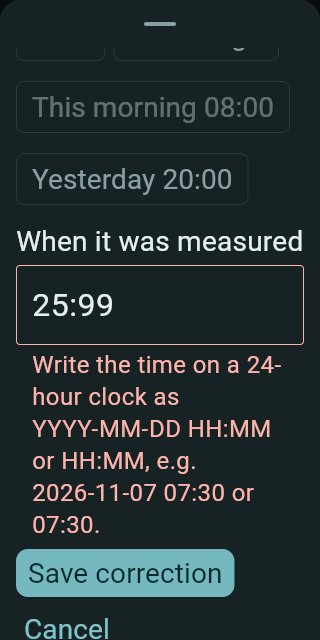 This morning 08:00
Yesterday 20:00
When it was measured
25:99
Write the time on a 24-
hour clock as
YYYY-MM-DD HH:MM
or HH:MM, e.g.
2026-11-07 07:30 or
07:30.
Save correction
Cancel